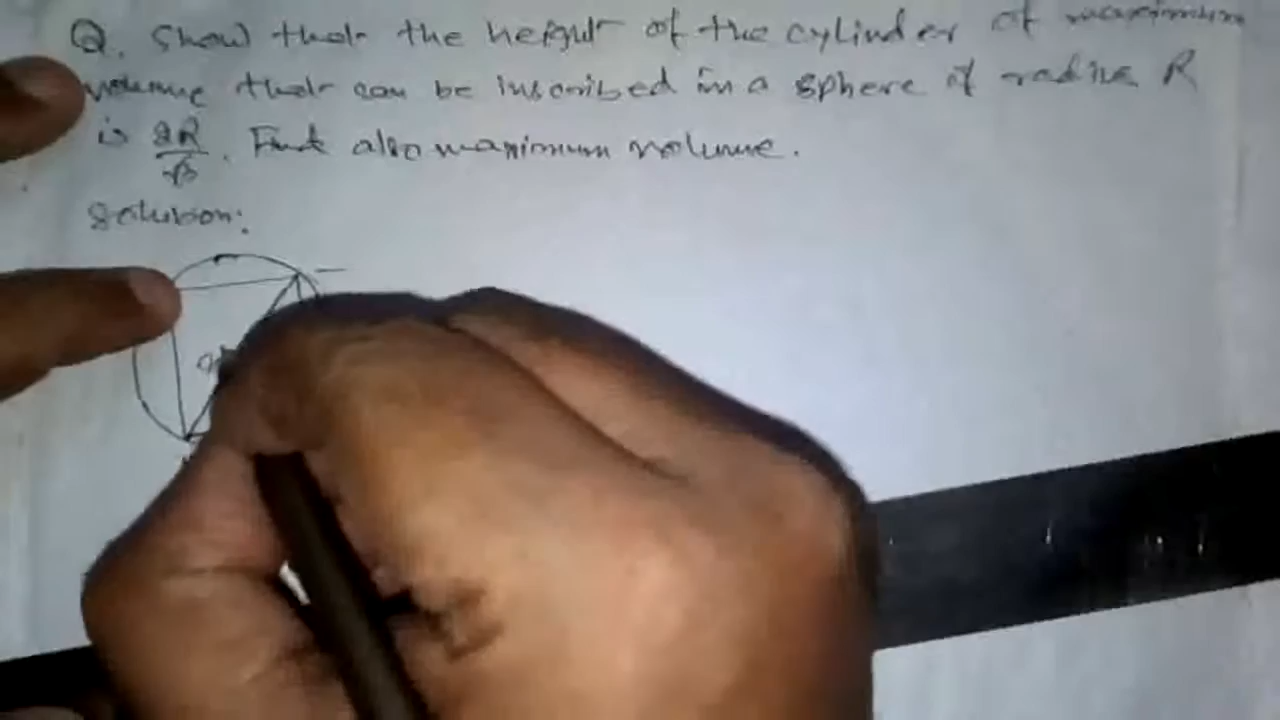 Q. Show that the height of the cylinder of maximum
volume that can be inscribed in a sphere of radius R
is 2R/√3. Find also maximum volume.
Solution: